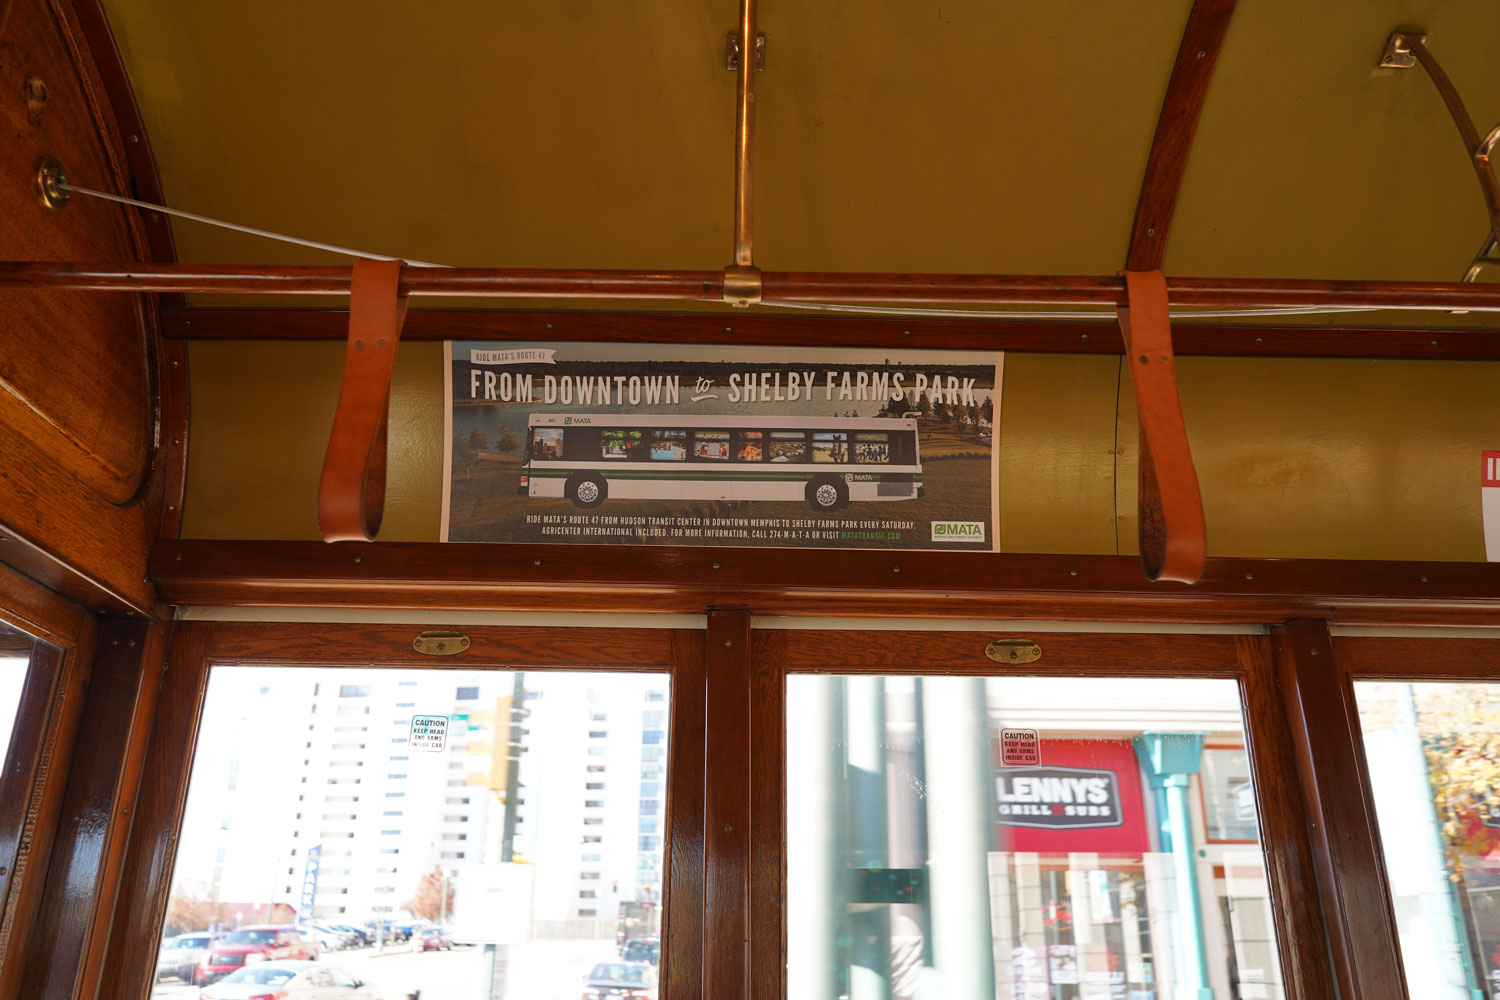 RIDE MATA'S ROUTE 47
FROM DOWNTOWN to SHELBY FARMS PARK
MATA
MATA
RIDE MATA'S ROUTE 47 FROM HUDSON TRANSIT CENTER IN DOWNTOWN MEMPHIS TO SHELBY FARMS PARK EVERY SATURDAY.
AGRICENTER INTERNATIONAL INCLUDED. FOR MORE INFORMATION, CALL 274-M-A-T-A OR VISIT MATATRANSIT.COM
MATA
CAUTION
KEEP HEAD
AND ARMS
INSIDE CAR
CAUTION
KEEP HEAD
AND ARMS
INSIDE CAR
LENNYS
GRILL & SUBS
PARK